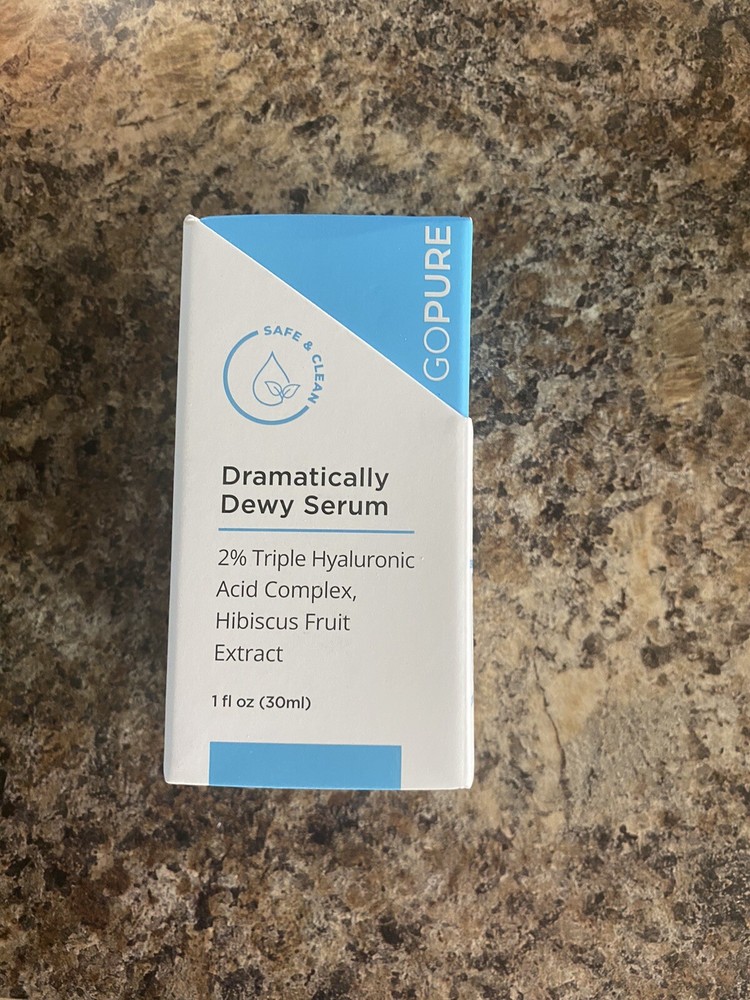 GOPURE
SAFE & CLEAN
Dramatically
Dewy Serum
2% Triple Hyaluronic
Acid Complex,
Hibiscus Fruit
Extract
1 fl oz (30ml)